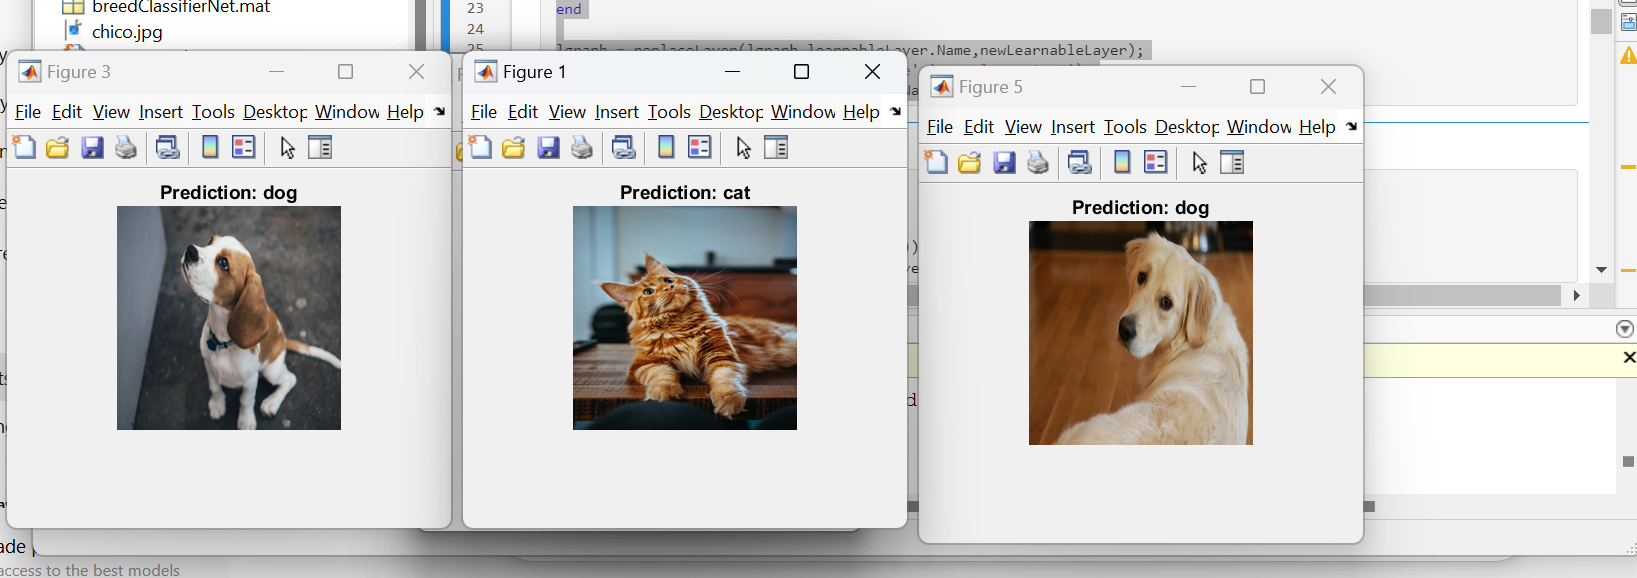 breedClassifierNet.mat
chico.jpg
23
24
25
end
lgraph = replaceLayer(lgraph,learnableLayer.Name,newLearnableLayer);
Figure 3
File Edit View Insert Tools Desktop Window Help
Prediction: dog
Figure 1
File Edit View Insert Tools Desktop Window Help
Prediction: cat
Figure 5
File Edit View Insert Tools Desktop Window Help
Prediction: dog
access to the best models